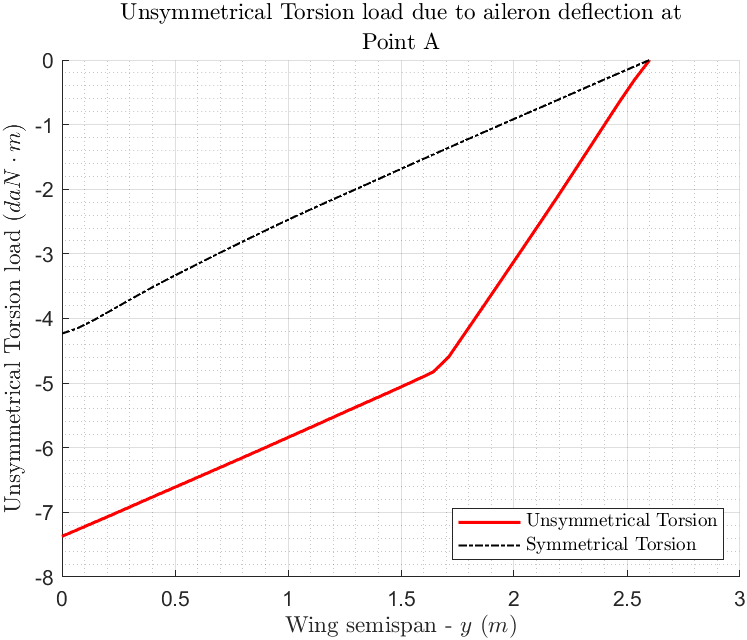 Unsymmetrical Torsion load due to aileron deflection at
Point A
Unsymmetrical Torsion load (daN · m)
0
-1
-2
-3
-4
-5
-6
-7
-8
0
0.5
1
1.5
2
2.5
3
Wing semispan - y (m)
Unsymmetrical Torsion
Symmetrical Torsion